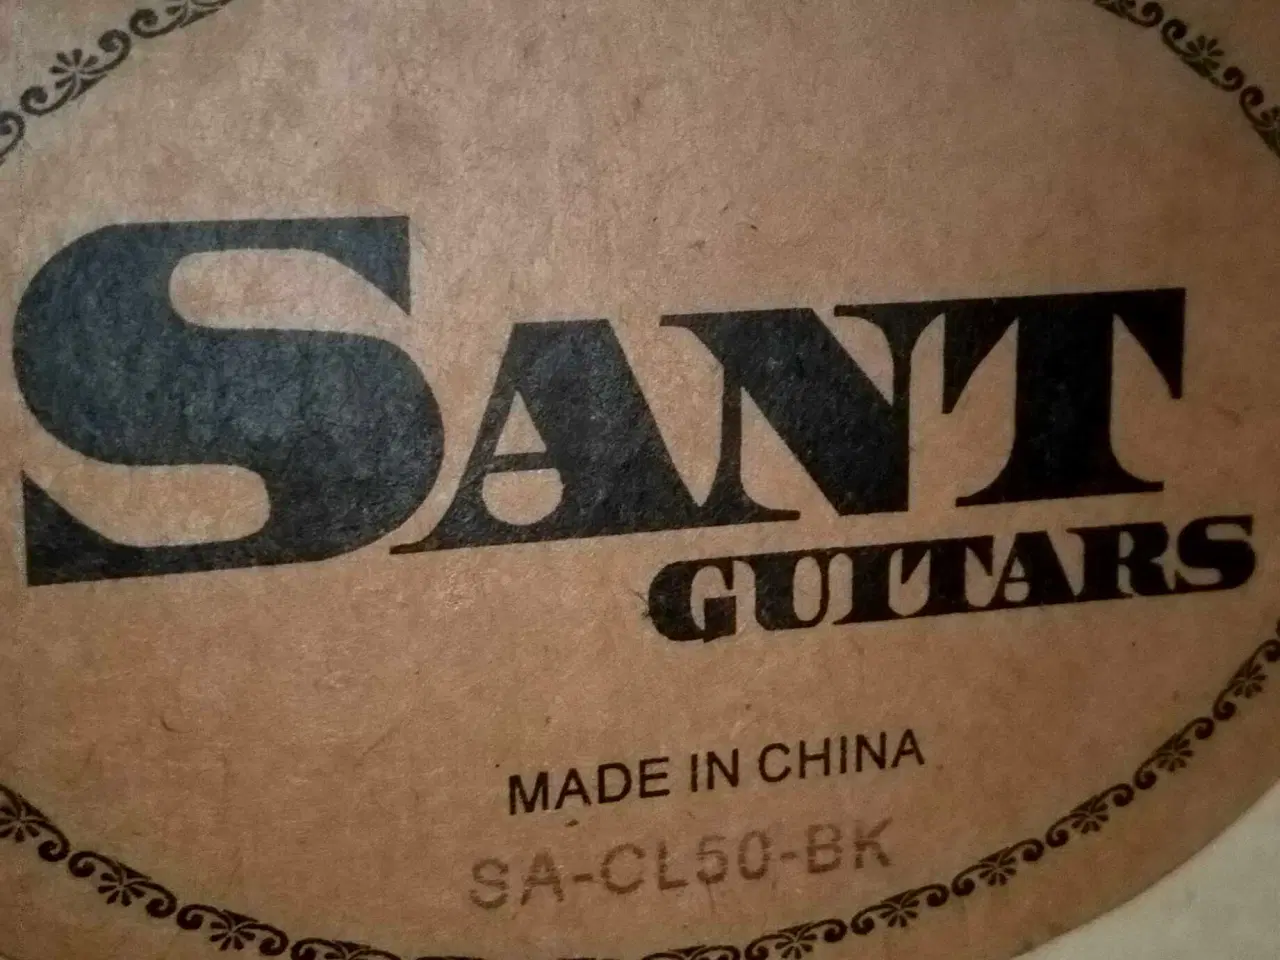 SANT
GUITARS
MADE IN CHINA
SA-CL50-BK